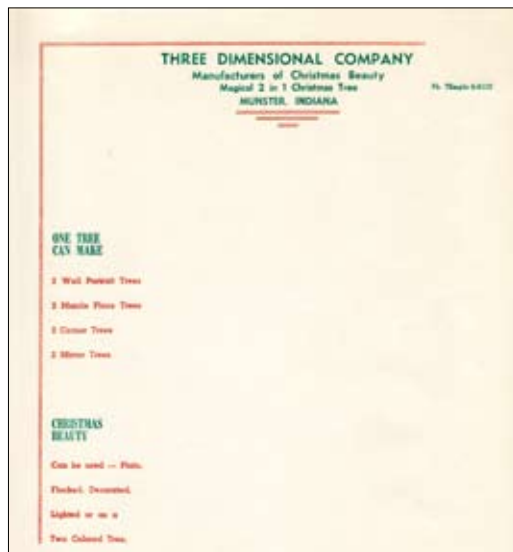 THREE DIMENSIONAL COMPANY
Manufacturers of Christmas Beauty
Magical 2 in 1 Christmas Tree
MUNSTER, INDIANA
Ph.
ONE TREE
CAN MAKE
2 Wall Trees
2 Mantle Piece Trees
2 Corner Trees
2 Mirror Trees
CHRISTMAS
BEAUTY
Can be used — Plain,
Flocked, Decorated,
Lighted or as a
Two Colored Tree.